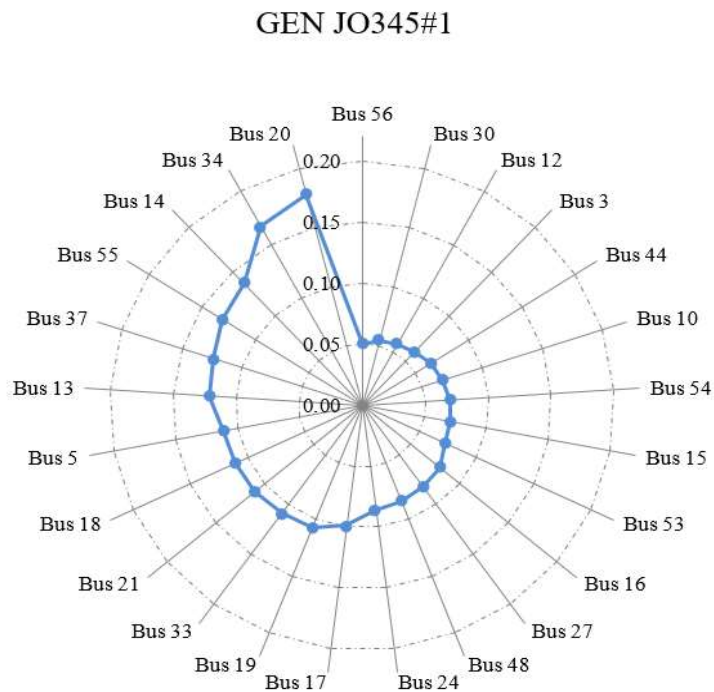 GEN JO345#1
Bus 56
Bus 20
Bus 30
Bus 34
Bus 12
Bus 14
Bus 3
Bus 55
Bus 44
Bus 37
Bus 10
Bus 13
Bus 54
Bus 5
Bus 15
Bus 18
Bus 53
Bus 21
Bus 16
Bus 33
Bus 27
Bus 19
Bus 48
Bus 17
Bus 24
0.20
0.15
0.10
0.05
0.00